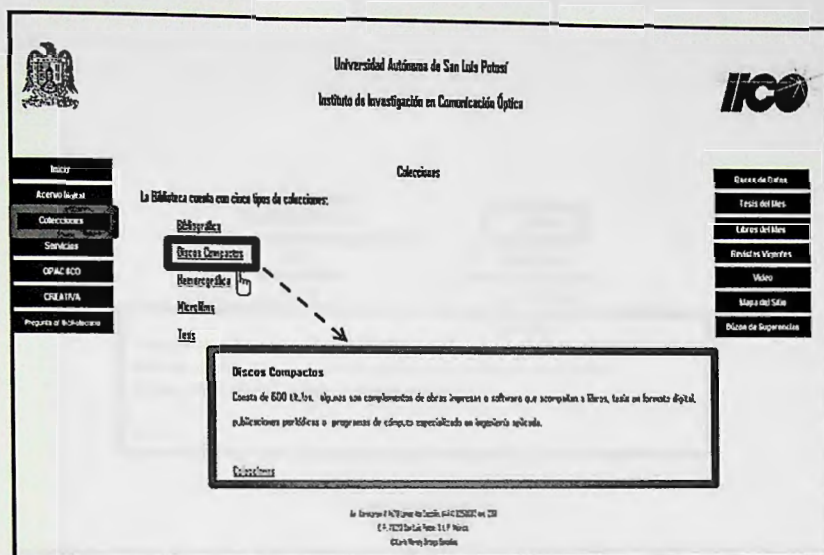 Universidad Autónoma de San Luis Potosí
Instituto de Investigación en Comunicación Óptica
IICO
Colecciones
Inicio
Acervo Digital
Colecciones
Servicios
OPAC IICO
CREATIVA
Pregunta al Bibliotecario
La Biblioteca cuenta con cinco tipos de colecciones:
Bibliográfica
Discos Compactos
Hemerográfica
Microfilms
Tesis
Bases de Datos
Tesis del Mes
Libros del Mes
Revistas Vigentes
Video
Mapa del Sitio
Búzon de Sugerencias
Discos Compactos
Consta de 600 títulos, algunos son complementos de obras impresas o software que acompañan a libros, tesis en formato digital,
publicaciones periódicas o programas de cómputo especializado en ingeniería aplicada.
Colecciones